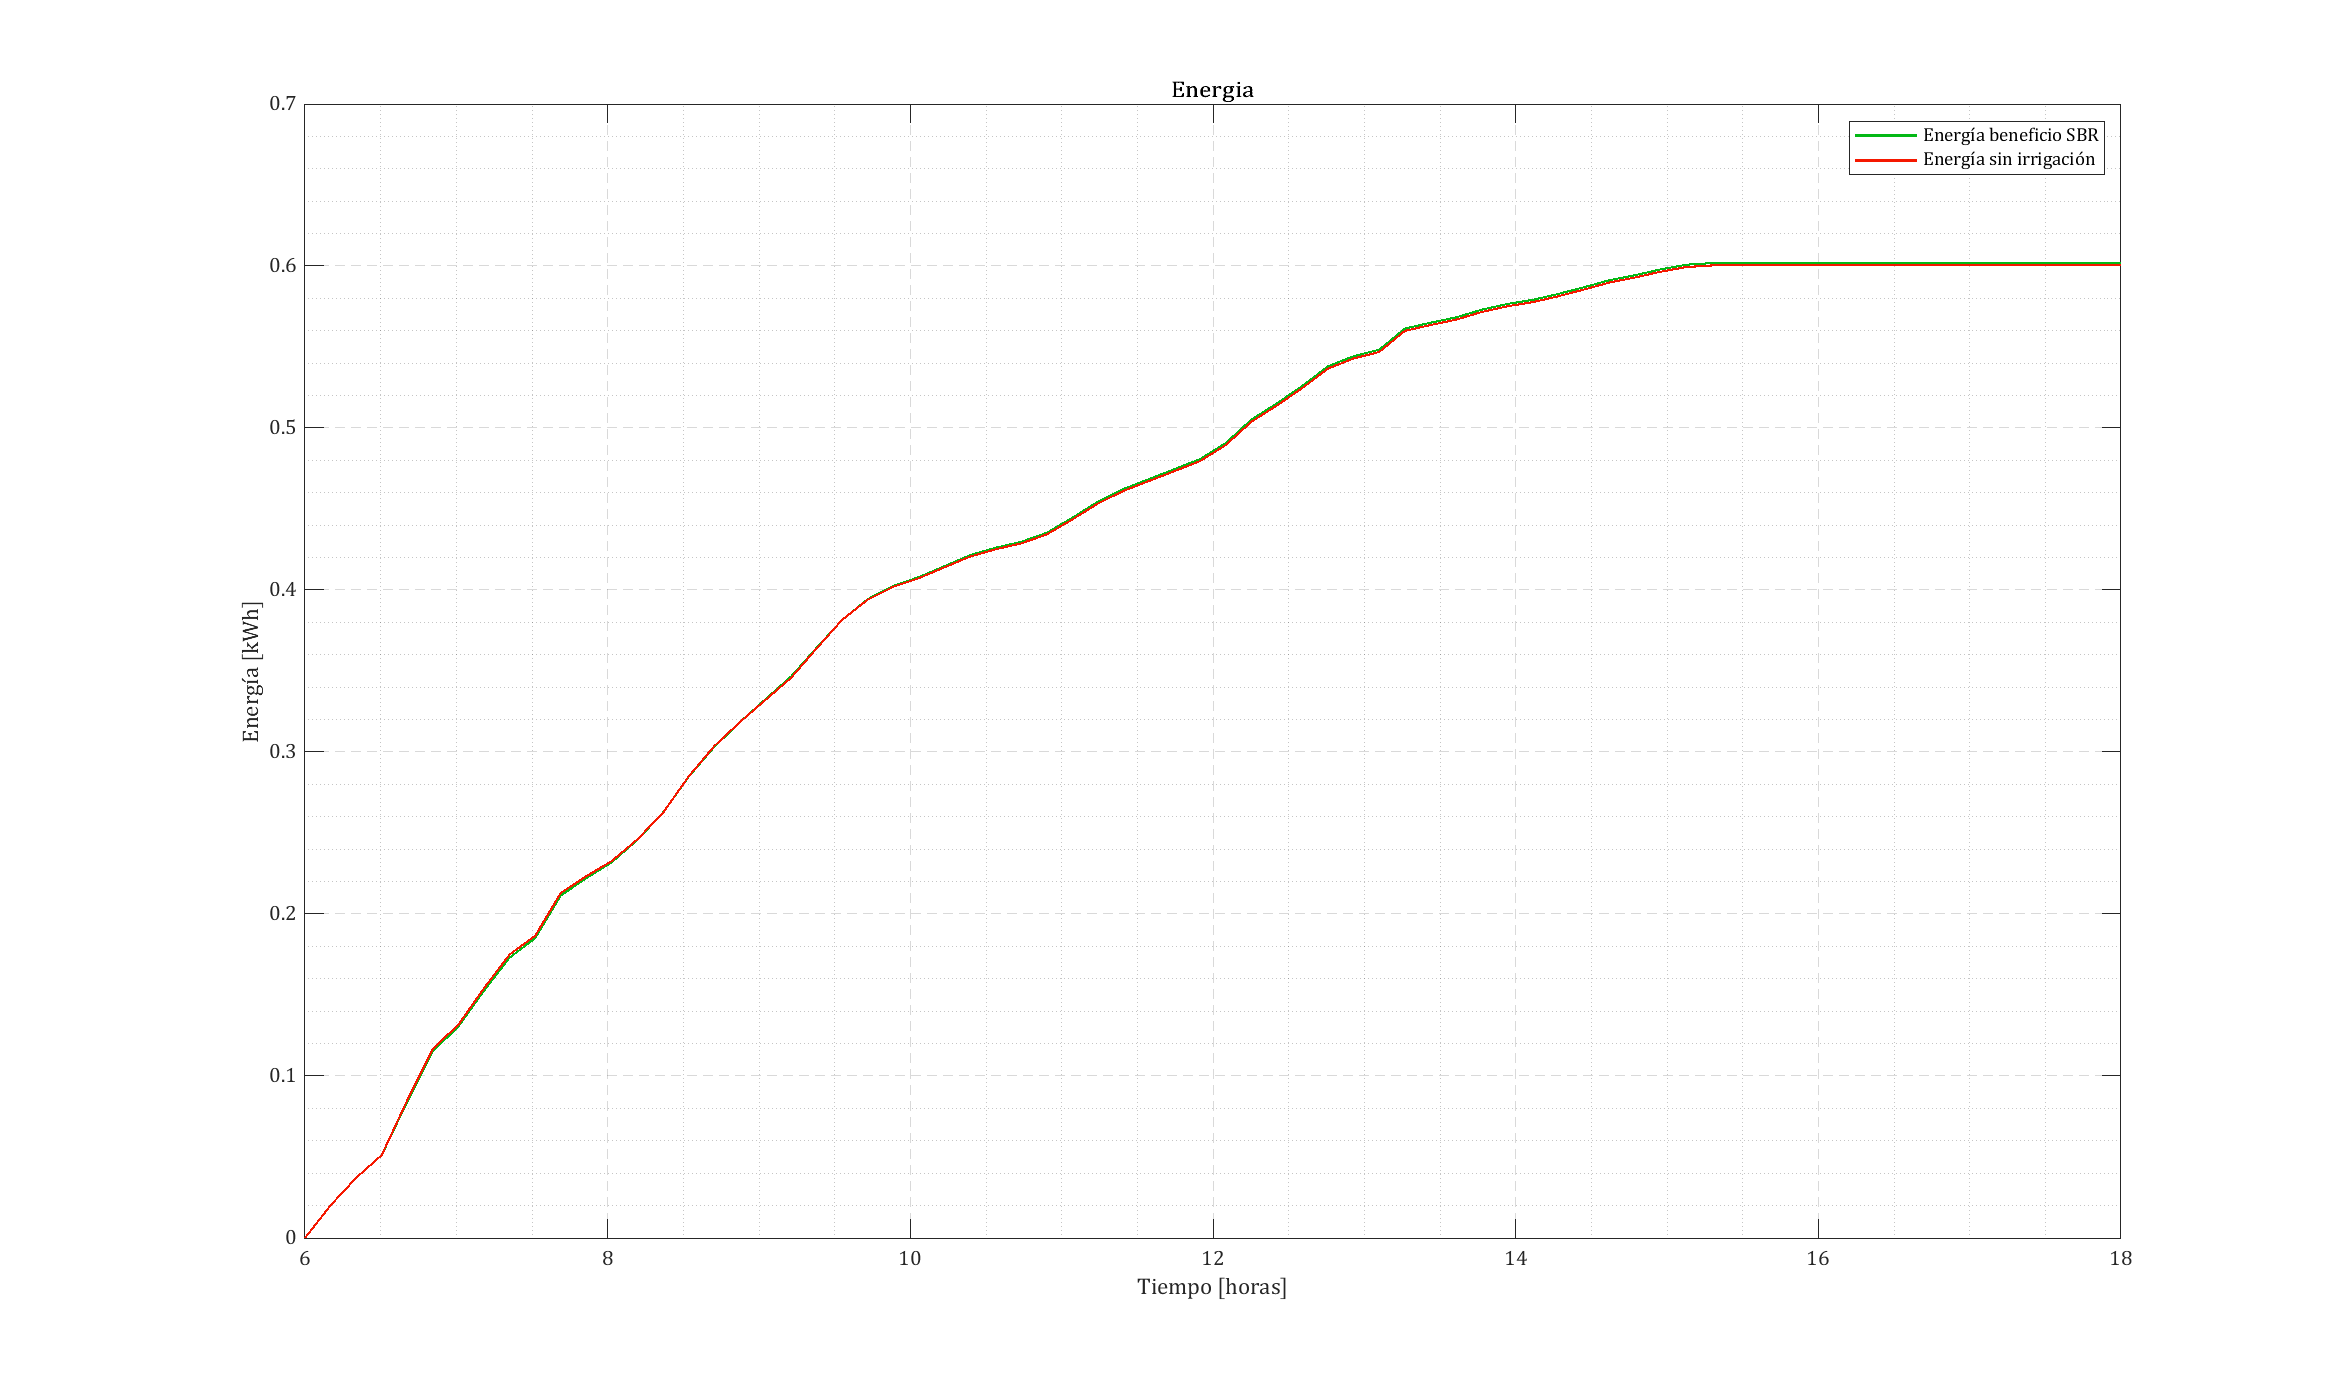 Energia
0.7
0.6
0.5
0.4
0.3
0.2
0.1
0
Energía [kWh]
Energía beneficio SBR
Energía sin irrigación
6 8 10 12 14 16 18
Tiempo [horas]